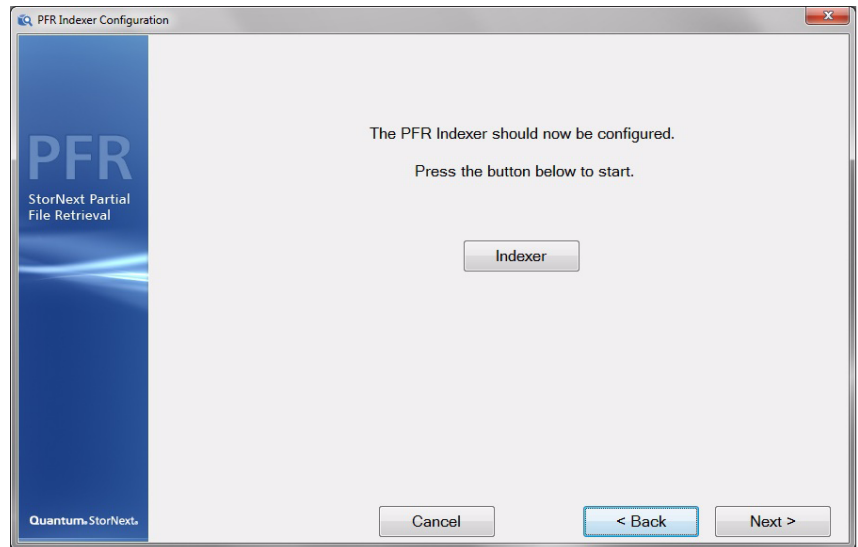 PFR Indexer Configuration
x
PFR
StorNext Partial
File Retrieval
The PFR Indexer should now be configured.
Press the button below to start.
Indexer
Quantum. StorNext.
Cancel
< Back
Next >